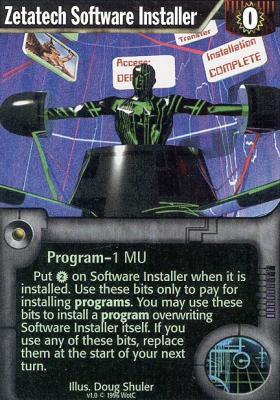 Zetatech Software Installer
0
Transfer
Installation
COMPLETE
Access:
Program–1 MU
Put 2 on Software Installer when it is
installed. Use these bits only to pay for
installing programs. You may use these
bits to install a program overwriting
Software Installer itself. If you
use any of these bits, replace
them at the start of your next
turn.
Illus. Doug Shuler
v1.0 © 1996 WotC